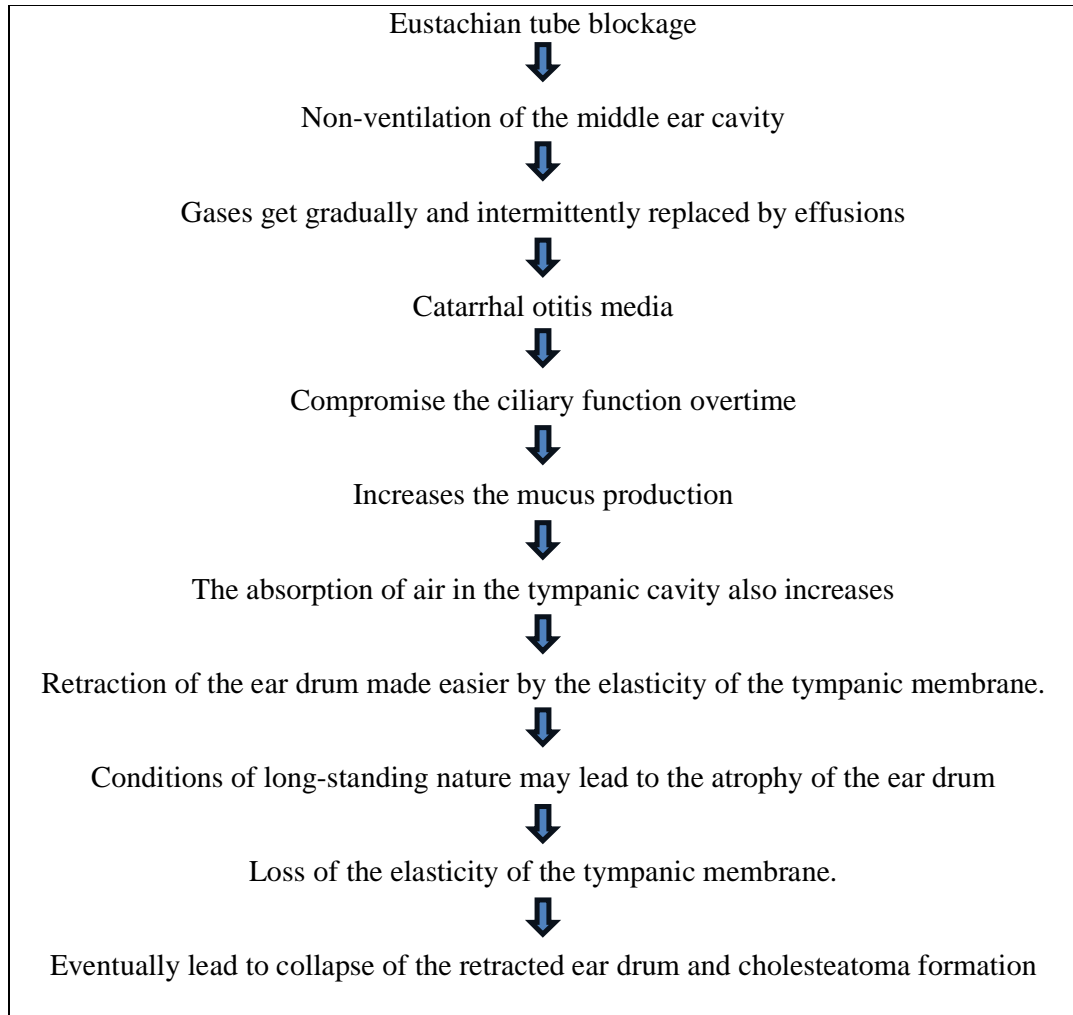 Eustachian tube blockage
Non-ventilation of the middle ear cavity
Gases get gradually and intermittently replaced by effusions
Catarrhal otitis media
Compromise the ciliary function overtime
Increases the mucus production
The absorption of air in the tympanic cavity also increases
Retraction of the ear drum made easier by the elasticity of the tympanic membrane.
Conditions of long-standing nature may lead to the atrophy of the ear drum
Loss of the elasticity of the tympanic membrane.
Eventually lead to collapse of the retracted ear drum and cholesteatoma formation